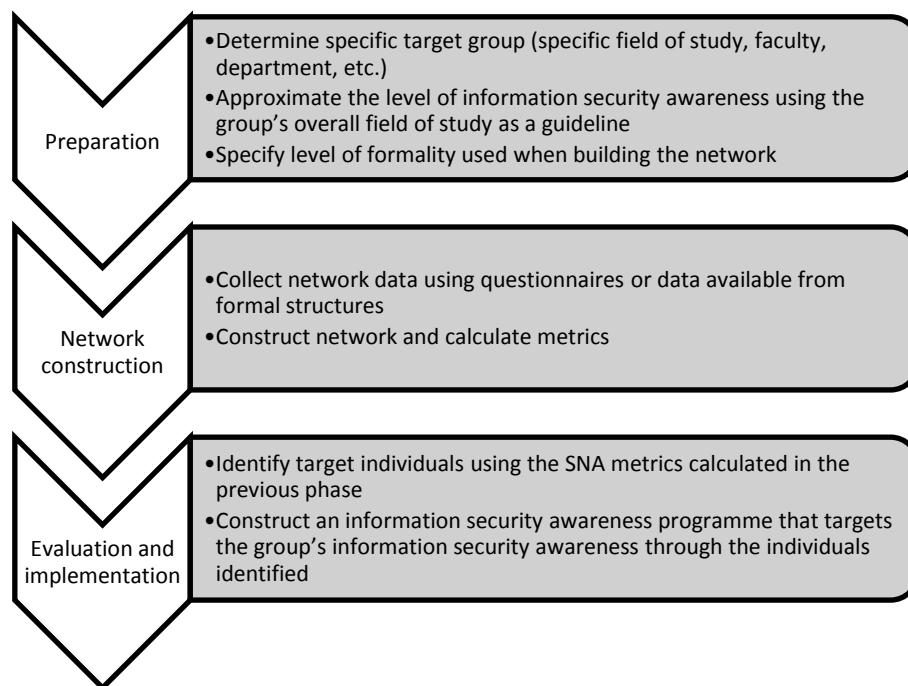 Preparation
•Determine specific target group (specific field of study, faculty,
department, etc.)
•Approximate the level of information security awareness using the
group's overall field of study as a guideline
•Specify level of formality used when building the network
Network
construction
•Collect network data using questionnaires or data available from
formal structures
•Construct network and calculate metrics
Evaluation and
implementation
•Identify target individuals using the SNA metrics calculated in the
previous phase
•Construct an information security awareness programme that targets
the group's information security awareness through the individuals
identified